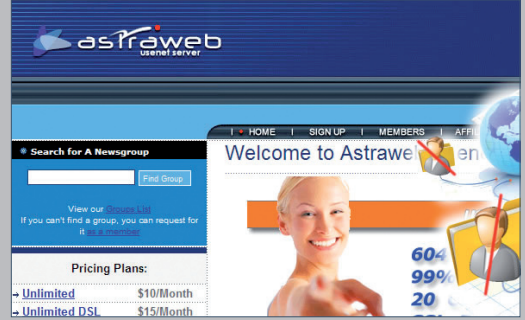 astraweb
usenet server
HOME | SIGN UP | MEMBERS | AFFIL
Search for A Newsgroup
Find Group
View our Groups List
If you can't find a group, you can request for
it as a member
Pricing Plans:
Unlimited $10/Month
Unlimited DSL $15/Month
Welcome to Astrawe
604
99%
20